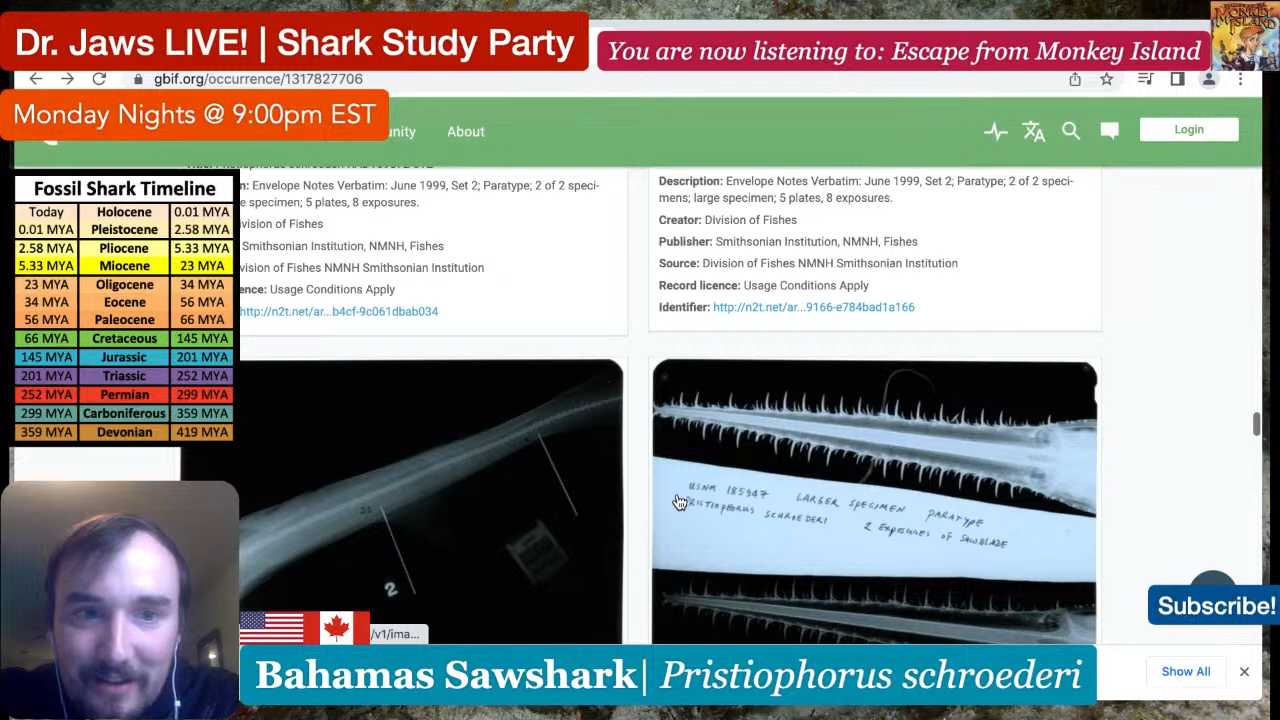 Dr. Jaws LIVE! | Shark Study Party
You are now listening to: Escape from Monkey Island
MONKEY ISLAND
gbif.org/occurrence/1317827706
Monday Nights @ 9:00pm EST
unity
About
Login
Fossil Shark Timeline
Today Holocene 0.01 MYA
0.01 MYA Pleistocene 2.58 MYA
2.58 MYA Pliocene 5.33 MYA
5.33 MYA Miocene 23 MYA
23 MYA Oligocene 34 MYA
34 MYA Eocene 56 MYA
56 MYA Paleocene 66 MYA
66 MYA Cretaceous 145 MYA
145 MYA Jurassic 201 MYA
201 MYA Triassic 252 MYA
252 MYA Permian 299 MYA
299 MYA Carboniferous 359 MYA
359 MYA Devonian 419 MYA
n: Envelope Notes Verbatim: June 1999, Set 2; Paratype; 2 of 2 speci-
e specimen; 5 plates, 8 exposures.
ivision of Fishes
Smithsonian Institution, NMNH, Fishes
ivision of Fishes NMNH Smithsonian Institution
ence: Usage Conditions Apply
http://n2t.net/ar...b4cf-9c061dbab034
Description: Envelope Notes Verbatim: June 1999, Set 2; Paratype; 2 of 2 speci-
mens; large specimen; 5 plates, 8 exposures.
Creator: Division of Fishes
Publisher: Smithsonian Institution, NMNH, Fishes
Source: Division of Fishes NMNH Smithsonian Institution
Record licence: Usage Conditions Apply
Identifier: http://n2t.net/ar...9166-e784bad1a166
2
USNM 185947 LARGER SPECIMEN PARATYPE
PRISTIOPHORUS SCHROEDERI 2 EXPOSURES OF SAWBLADE
/v1/ima...
Subscribe!
Bahamas Sawshark| Pristiophorus schroederi
Show All